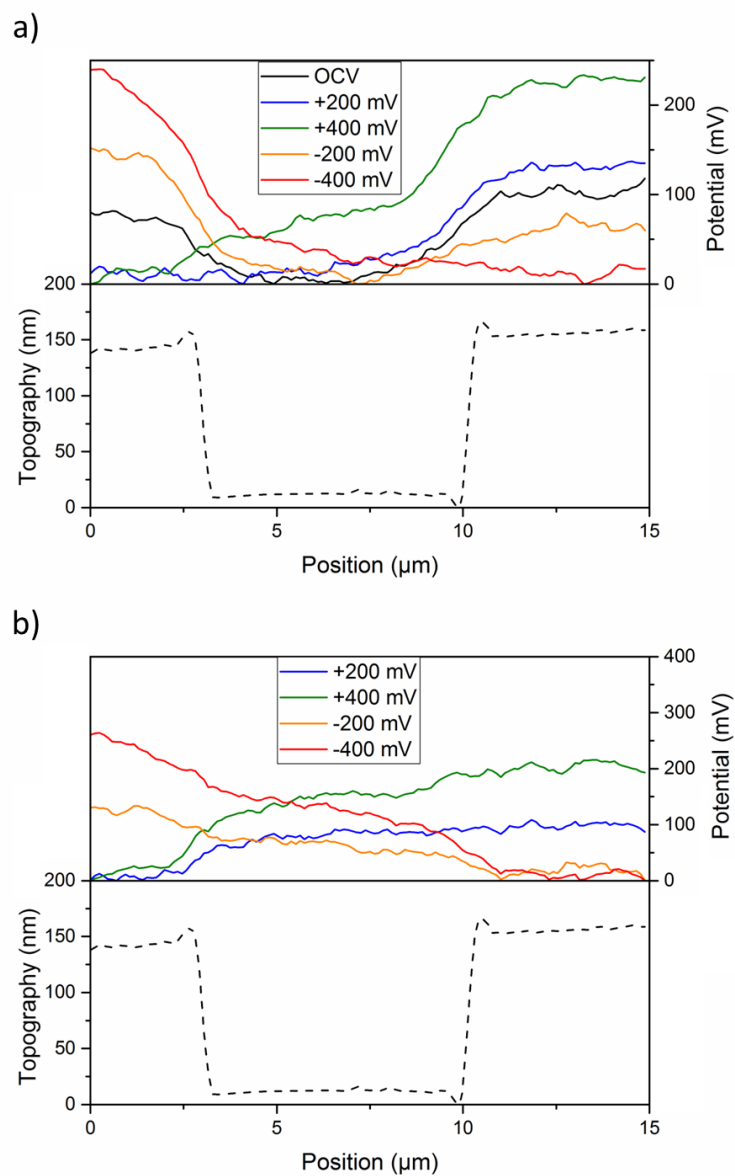 a)
OCV
+200 mV
+400 mV
-200 mV
-400 mV
200
100
0
Potential (mV)
200
150
100
50
0
Topography (nm)
0
5
10
15
Position (µm)
b)
+200 mV
+400 mV
-200 mV
-400 mV
400
300
200
100
0
Potential (mV)
200
150
100
50
0
Topography (nm)
0
5
10
15
Position (µm)